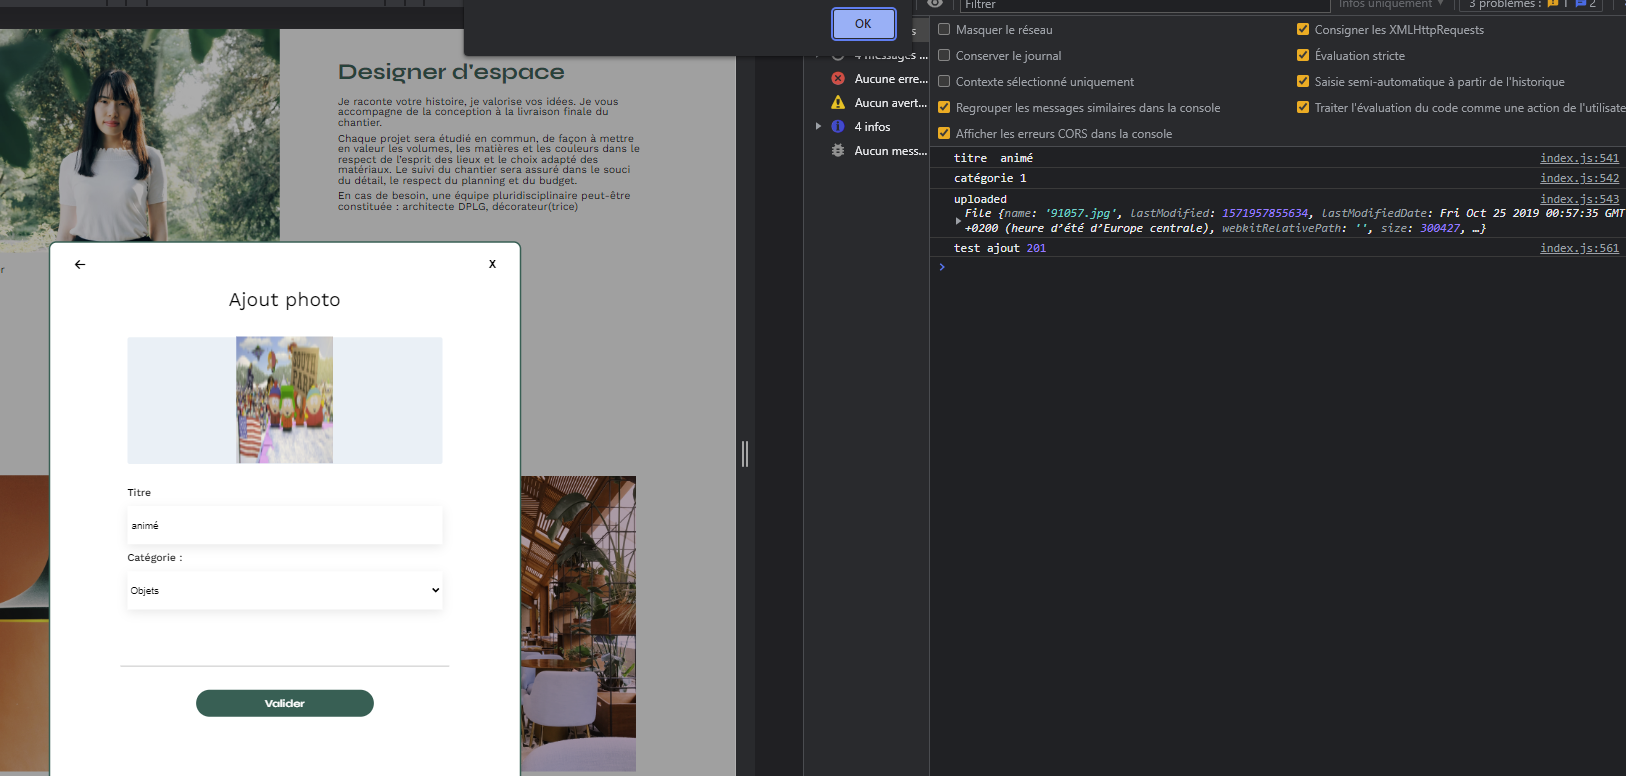 OK
Designer d'espace
Je raconte votre histoire, je valorise vos idées. Je vous
accompagne de la conception à la livraison finale du
chantier.
Chaque projet sera étudié en commun, de façon à mettre
en valeur les volumes, les matières et les couleurs dans le
respect de l'esprit des lieux et le choix adapté des
matériaux. Le suivi du chantier sera assuré dans le souci
du détail, le respect du planning et du budget.
En cas de besoin, une équipe pluridisciplinaire peut-être
constituée : architecte DPLG, décorateur(trice)
r
← X
Ajout photo
SOUTH
PARK
Titre
animé
Catégorie :
Objets
Valider
s
4 messages ...
Aucune erre...
Aucun avert...
4 infos
Aucun mess...
Filtrer
Infos uniquement ▼
3 problèmes : 1 2
Masquer le réseau
Consigner les XMLHttpRequests
Conserver le journal
Évaluation stricte
Contexte sélectionné uniquement
Saisie semi-automatique à partir de l'historique
Regrouper les messages similaires dans la console
Traiter l'évaluation du code comme une action de l'utilisate
Afficher les erreurs CORS dans la console
titre  animé index.js:541
catégorie 1 index.js:542
uploaded index.js:543
File {name: '91057.jpg', lastModified: 1571957855634, lastModifiedDate: Fri Oct 25 2019 00:57:35 GMT
+0200 (heure d’été d’Europe centrale), webkitRelativePath: '', size: 300427, …}
test ajout 201 index.js:561